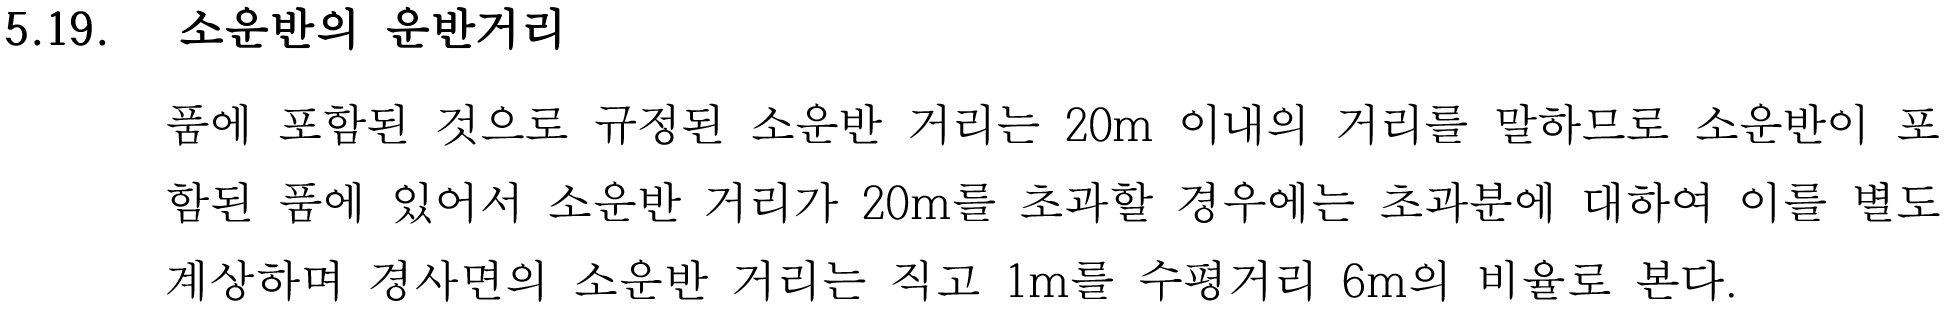 5.19. 소운반의 운반거리
품에 포함된 것으로 규정된 소운반 거리는 20m 이내의 거리를 말하므로 소운반이 포
함된 품에 있어서 소운반 거리가 20m를 초과할 경우에는 초과분에 대하여 이를 별도
계상하며 경사면의 소운반 거리는 직고 1m를 수평거리 6m의 비율로 본다.